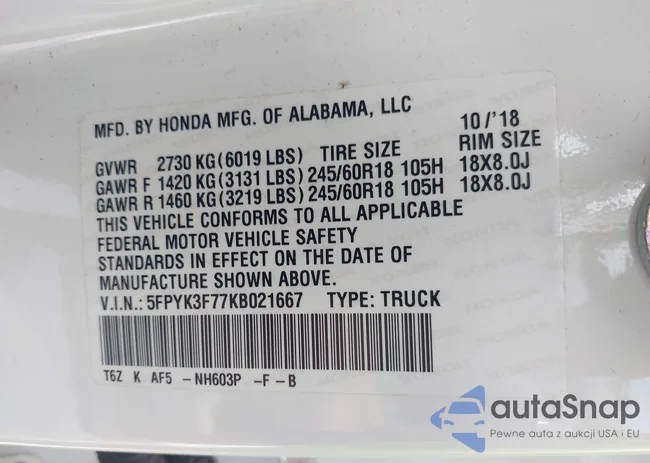 MFD. BY HONDA MFG. OF ALABAMA, LLC 10/'18
GVWR 2730 KG(6019 LBS) TIRE SIZE RIM SIZE
GAWR F 1420 KG(3131 LBS) 245/60R18 105H 18X8.0J
GAWR R 1460 KG(3219 LBS) 245/60R18 105H 18X8.0J
THIS VEHICLE CONFORMS TO ALL APPLICABLE
FEDERAL MOTOR VEHICLE SAFETY
STANDARDS IN EFFECT ON THE DATE OF
MANUFACTURE SHOWN ABOVE.
V.I.N.: 5FPYK3F77KB021667 TYPE: TRUCK
T6Z K AF5 -NH603P -F-B
autaSnap
Pewne auta z aukcji USA i EU